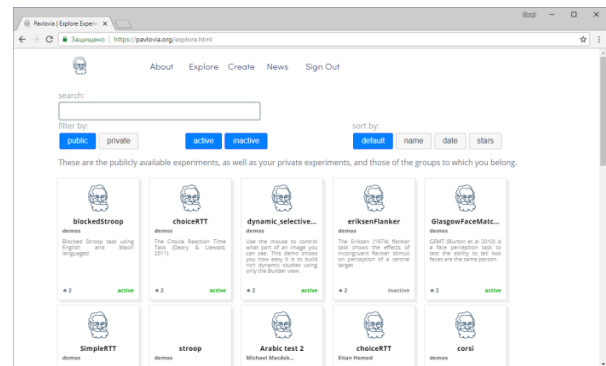 Pavlovia | Explore Experi
Защищено | https://pavlovia.org/explore.html
About Explore Create News Sign Out
search:
filter by:
sort by:
public private active inactive default name date stars
These are the publicly available experiments, as well as your private experiments, and those of the groups to which you belong.
blockedStroop
demos
Blocked Stroop task using
English and Maori
languages!
★ 2 active
choiceRTT
demos
The Choice Reaction Time
Task (Deary & Liewald,
2011)
★ 2 active
dynamic_selective...
demos
Use the mouse to control
what part of an image you
can see. This demo shows
you how easy it is to build
rich dynamic studies using
only the Builder view.
★ 2 active
eriksenFlanker
demos
The Eriksen (1974) flanker
task shows the effects of
incongruent flanker stimuli
on perception of a central
target
★ 2 inactive
GlasgowFaceMatc...
demos
GFMT (Burton et al 2010) is
a face perception task to
test the ability to tell two
faces are the same person
★ 2 active
SimpleRTT
demos
stroop
demos
Arabic test 2
Michael MacAsk...
choiceRTT
Eitan Hemed
corsi
demos